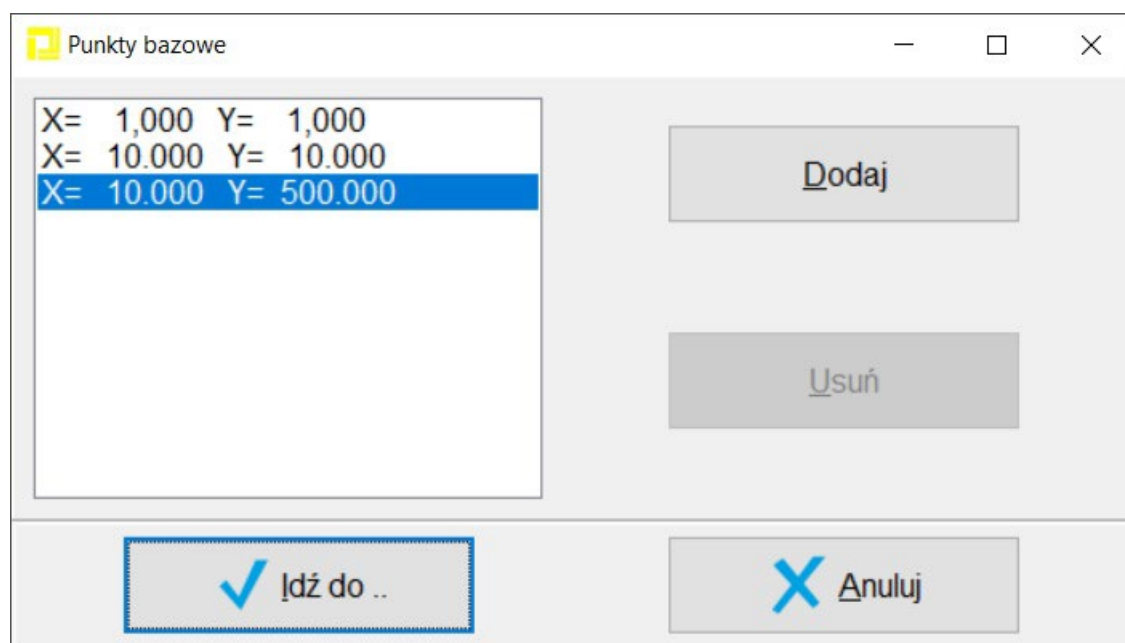 Punkty bazowe
X= 1,000 Y= 1,000
X= 10.000 Y= 10.000
X= 10.000 Y= 500.000
Dodaj
Usuń
Idź do ..
Anuluj